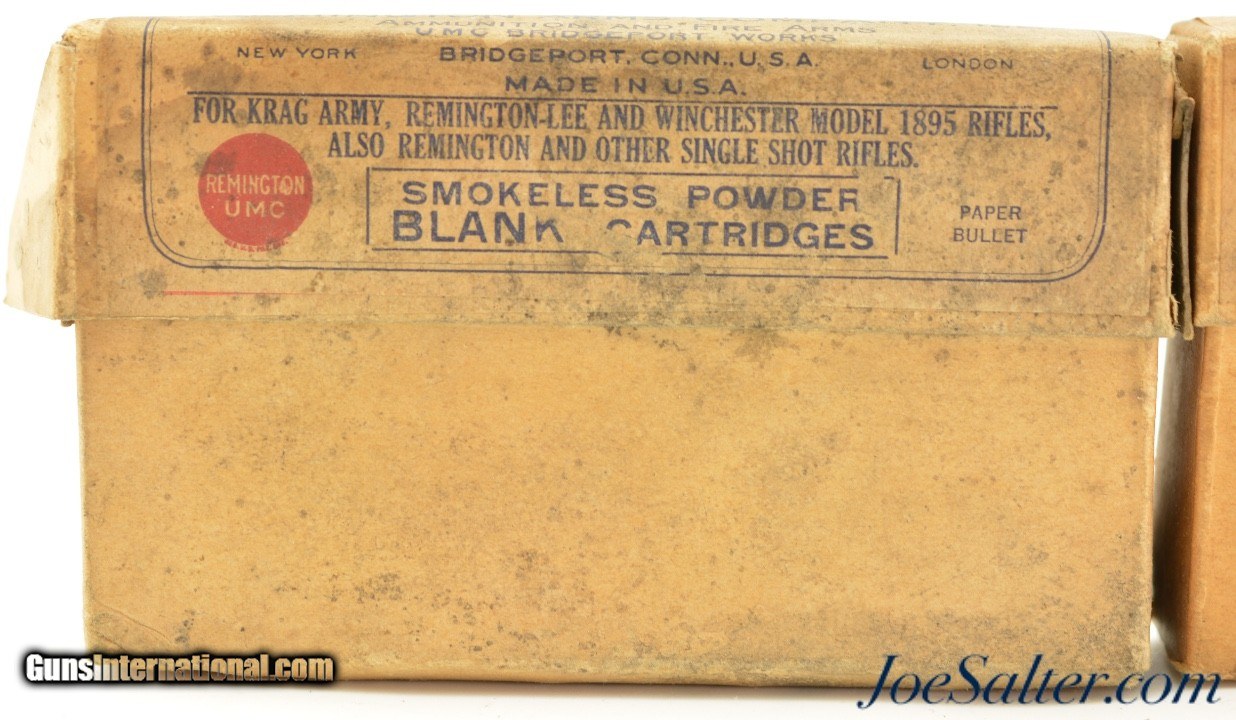 AMMUNITION AND FIRE ARMS
UMC BRIDGEPORT WORKS
NEW YORK BRIDGEPORT, CONN., U.S.A. LONDON
MADE IN U.S.A.
FOR KRAG ARMY, REMINGTON-LEE AND WINCHESTER MODEL 1895 RIFLES,
ALSO REMINGTON AND OTHER SINGLE SHOT RIFLES.
REMINGTON
UMC
SMOKELESS POWDER
BLANK CARTRIDGES
PAPER
BULLET
GunsInternational.com
JoeSalter.com